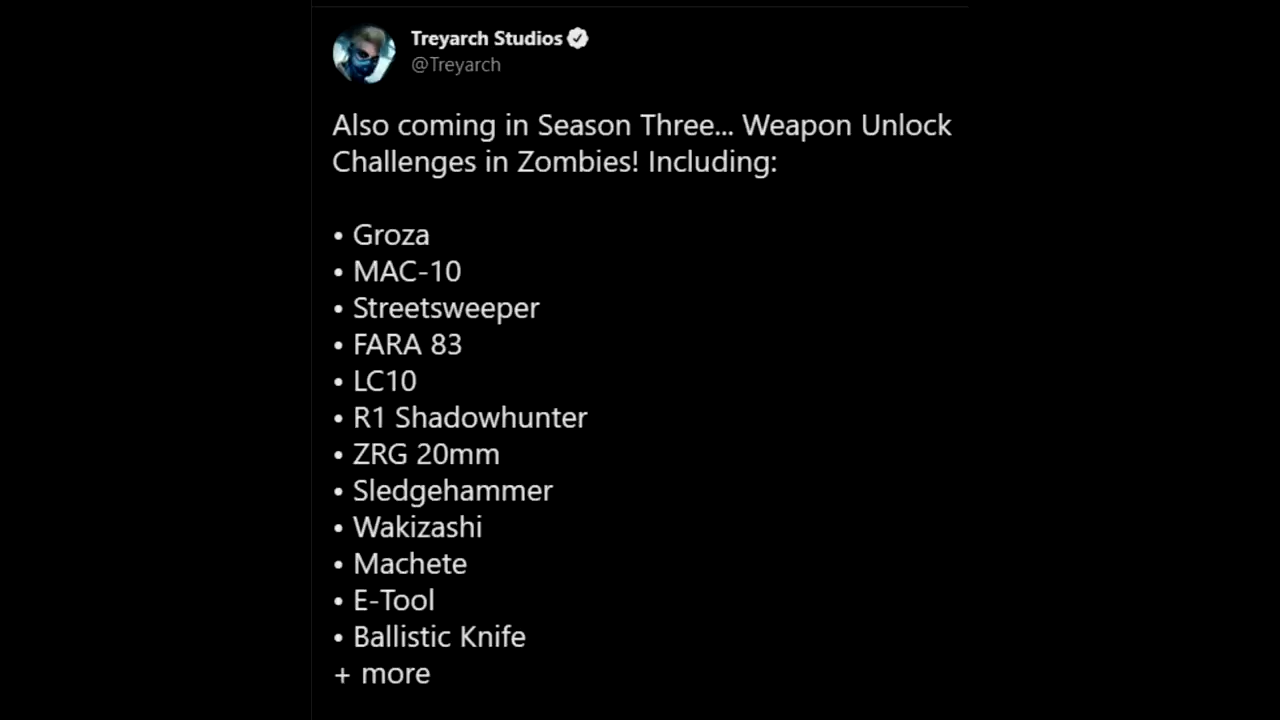 Treyarch Studios
@Treyarch
Also coming in Season Three... Weapon Unlock
Challenges in Zombies! Including:
• Groza
• MAC-10
• Streetsweeper
• FARA 83
• LC10
• R1 Shadowhunter
• ZRG 20mm
• Sledgehammer
• Wakizashi
• Machete
• E-Tool
• Ballistic Knife
+ more